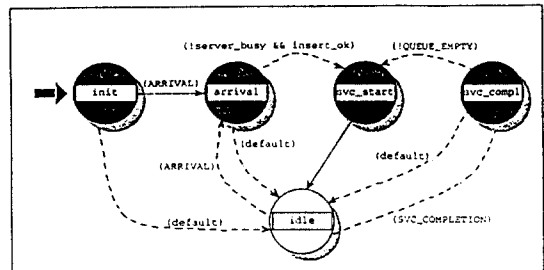 (!server_busy && insert_ok)
(!QUEUE_EMPTY)
(ARRIVAL)
init
arrival
svc_start
svc_compl
(default)
(default)
(ARRIVAL)
(default)
idle
(SVC_COMPLETION)